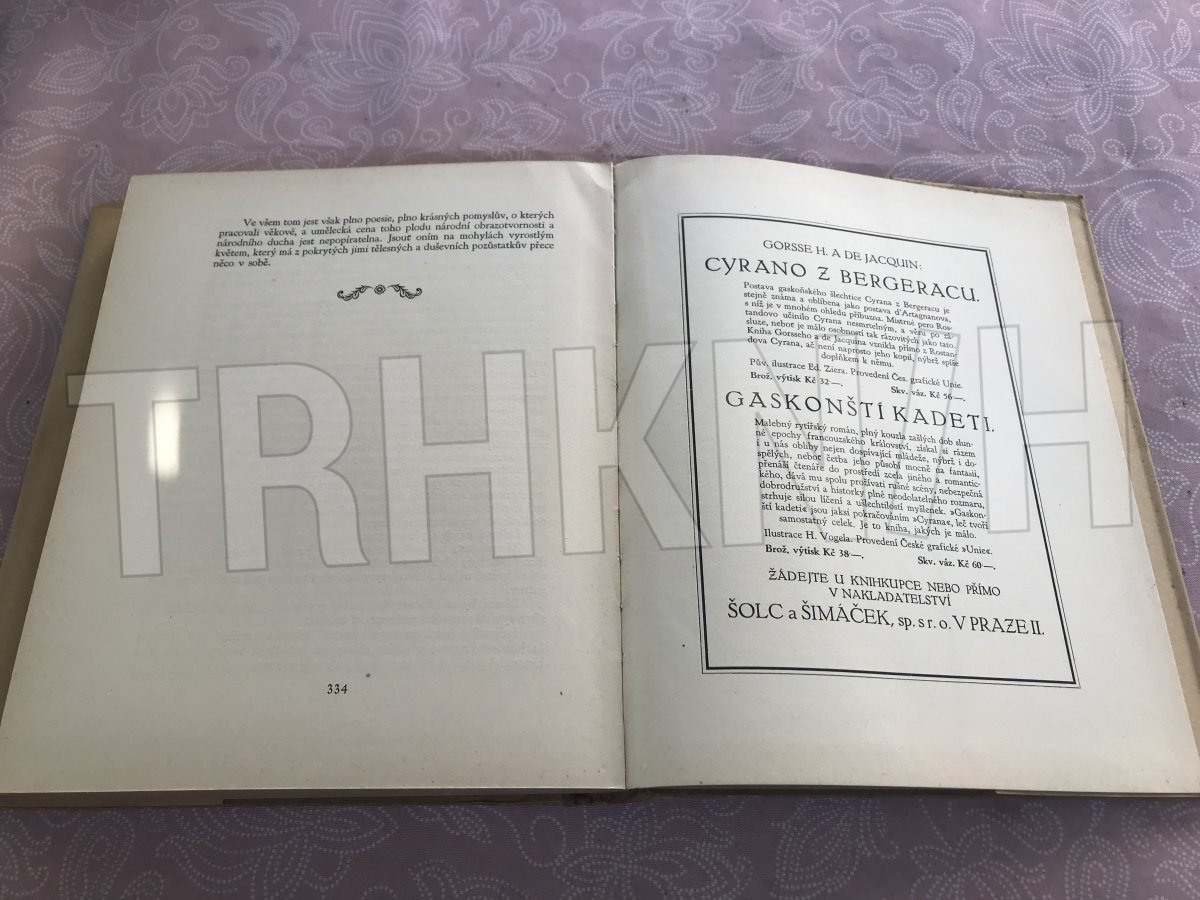 Ve všem tom jest však plno poesie, plno krásných pomyslův, o kterých
pracovali věkové, a umělecká cena toho plodu národní obrazotvornosti a
národního ducha jest nepopíratelna. Jsouť oním na mohylách vyrostlým
květem, který má z pokrytých jimi tělesných a duševních pozůstatkův přece
něco v sobě.
334
GORSSE H. A DE JACQUIN:
CYRANO Z BERGERACU.
Postava gaskoňského šlechtice Cyrana z Bergeracu je
stejně známa a oblíbena jako postava d'Artagnanova,
s níž je v mnohém ohledu příbuzna. Mistrné pero Ros-
tandovo učinilo Cyrana nesmrtelným, a věru po zá-
sluze, neboť je málo osobností tak rázovitých jako tato.
Kniha Gorsseho a de Jacquina vznikla přímo z Rostan-
dova Cyrana, ač není naprosto jeho kopií, nýbrž spíše
doplňkem k němu.
Pův. ilustrace Ed. Ziera. Provedení Čes. grafické Unie.
Brož. výtisk Kč 32—. Skv. váz. Kč 56—.
GASKONŠTÍ KADETI.
Malebný rytířský román, plný kouzla zašlých dob slun-
né epochy francouzského království, získal si rázem
i u nás obliby nejen dospívající mládeže, nýbrž i do-
spělých, neboť četba jeho působí mocně na fantasii,
přenáší čtenáře do prostředí zcela jiného a romantic-
kého, dává mu spolu prožívati rušné scény, nebezpečná
dobrodružství a historky plné neodolatelného rozmaru,
strhuje silou líčení a ušlechtilostí myšlenek. »Gaskon-
ští kadeti« jsou jaksi pokračováním »Cyrana«, leč tvoří
samostatný celek. Je to kniha, jakých je málo.
Ilustrace H. Vogela. Provedení České grafické »Unie«.
Brož. výtisk Kč 38—. Skv. váz. Kč 60—.
ŽÁDEJTE U KNIHKUPCE NEBO PŘÍMO
V NAKLADATELSTVÍ
ŠOLC a ŠIMÁČEK, sp. s r. o. V PRAZE II.
TRHKNIH